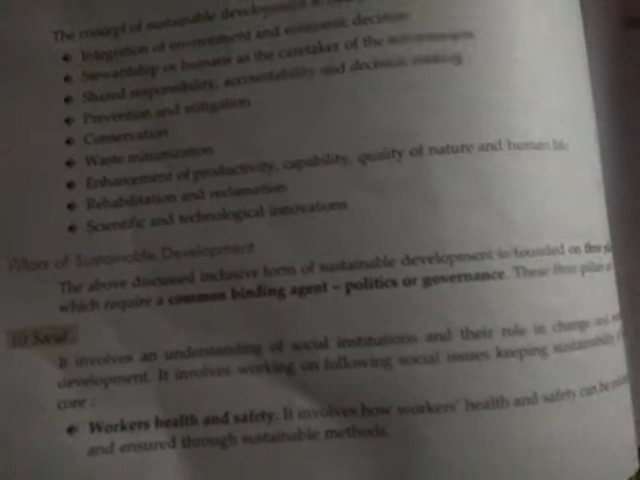 The concept of sustainable development
Integration of environment and economic decision
Stewardship or humans as the caretaker of the
Shared responsibility, accountability and decision making
Prevention and mitigation
Conservation
Waste minimization
Enhancement of productivity, capability, quality of nature and human life
Rehabilitation and reclamation
Scientific and technological innovations
Pillars of Sustainable Development
The above discussed inclusive form of sustainable development is founded on
which require a common binding agent – politics or governance. These
Social
It involves an understanding of social institutions and their role in change and
development. It involves working on following social issues keeping sustainability
core :
Workers health and safety. It involves how workers' health and safety can be
and ensured through sustainable methods.